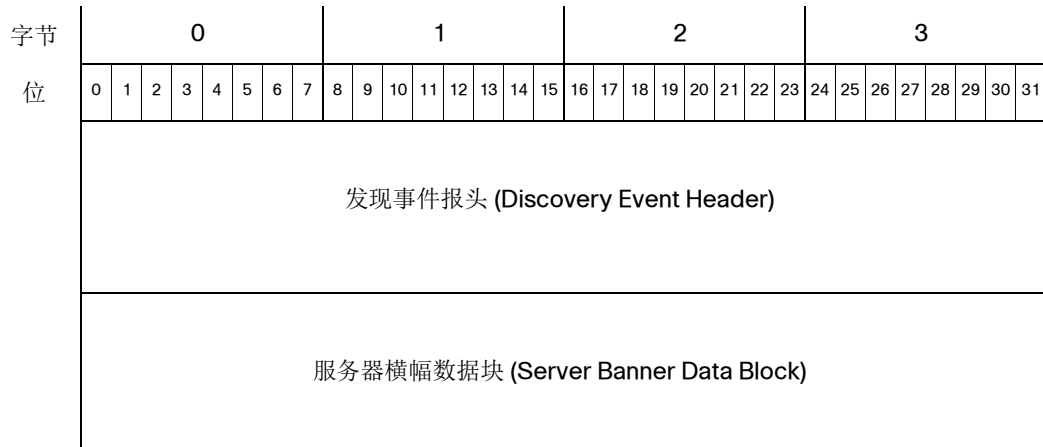 字节 0 1 2 3
位 0 1 2 3 4 5 6 7 8 9 10 11 12 13 14 15 16 17 18 19 20 21 22 23 24 25 26 27 28 29 30 31
发现事件报头 (Discovery Event Header)
服务器横幅数据块 (Server Banner Data Block)